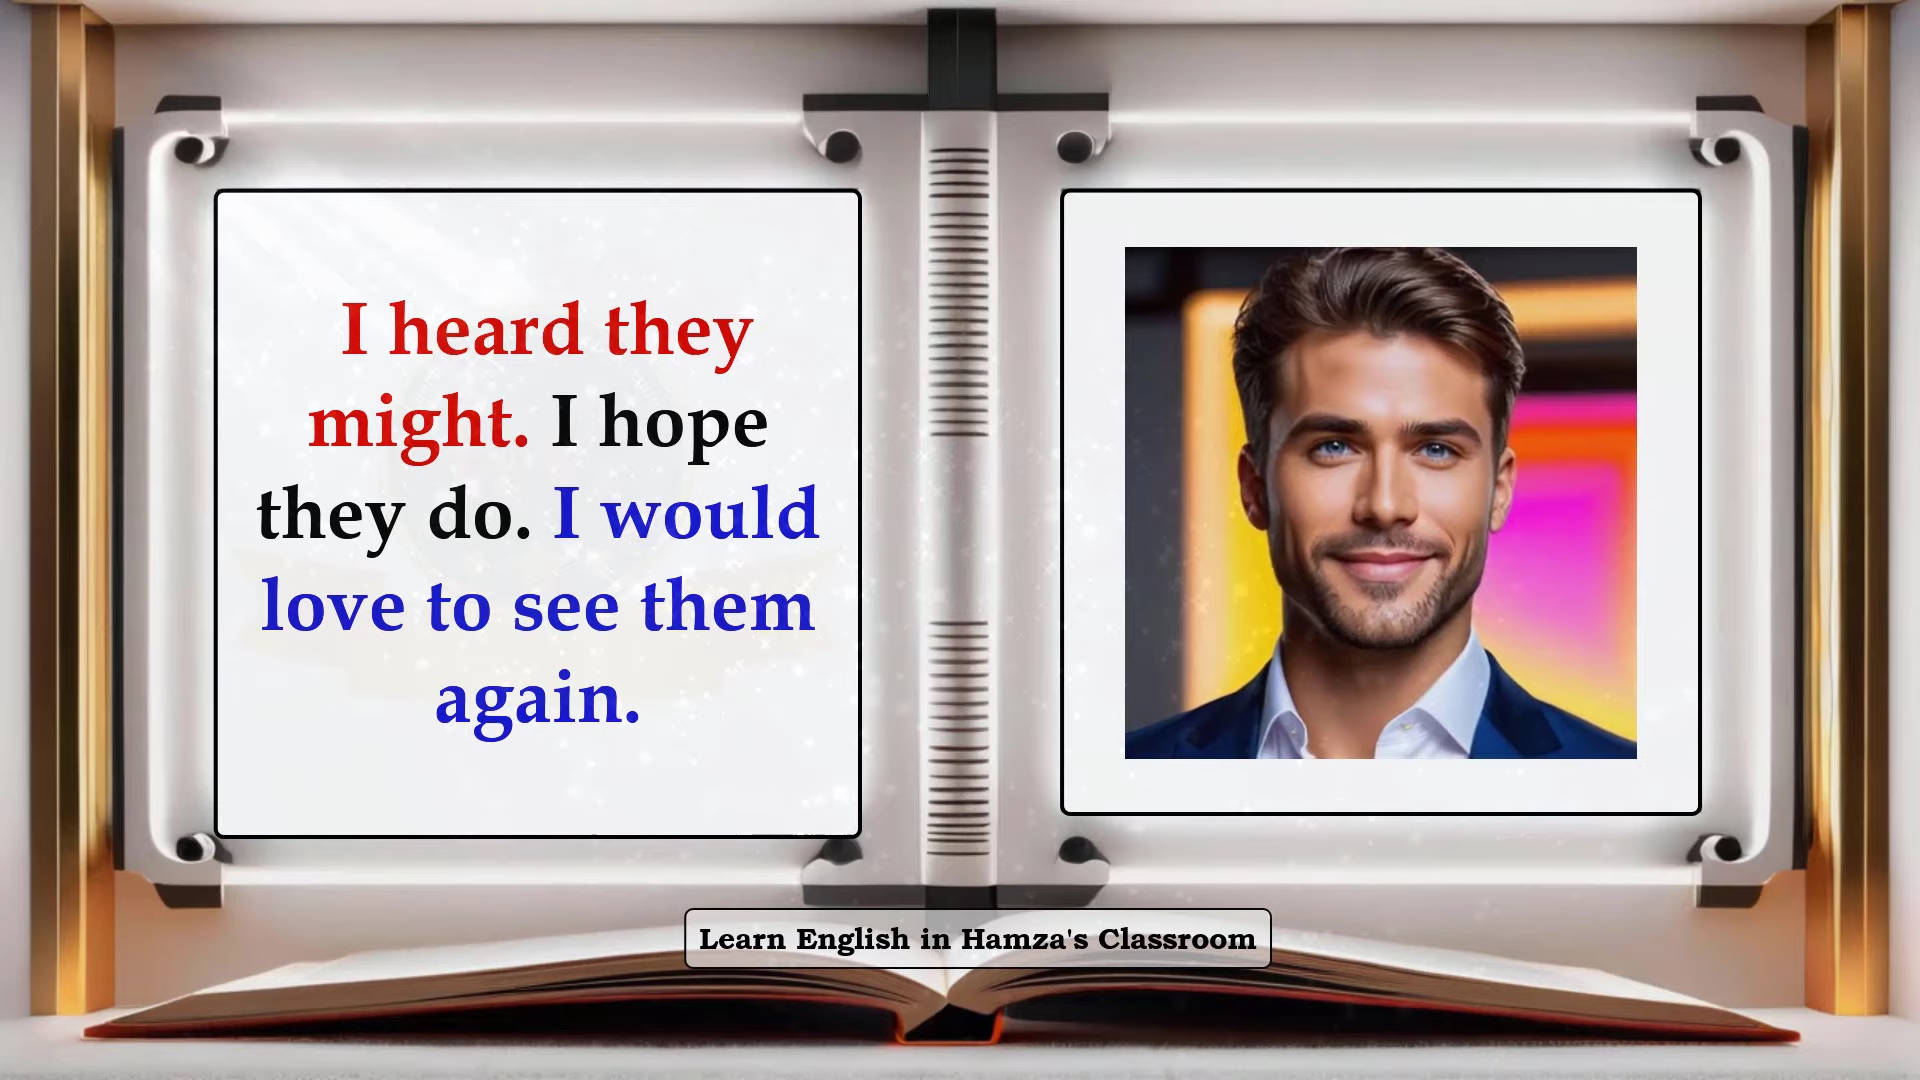 I heard they
might. I hope
they do. I would
love to see them
again.
Learn English in Hamza's Classroom